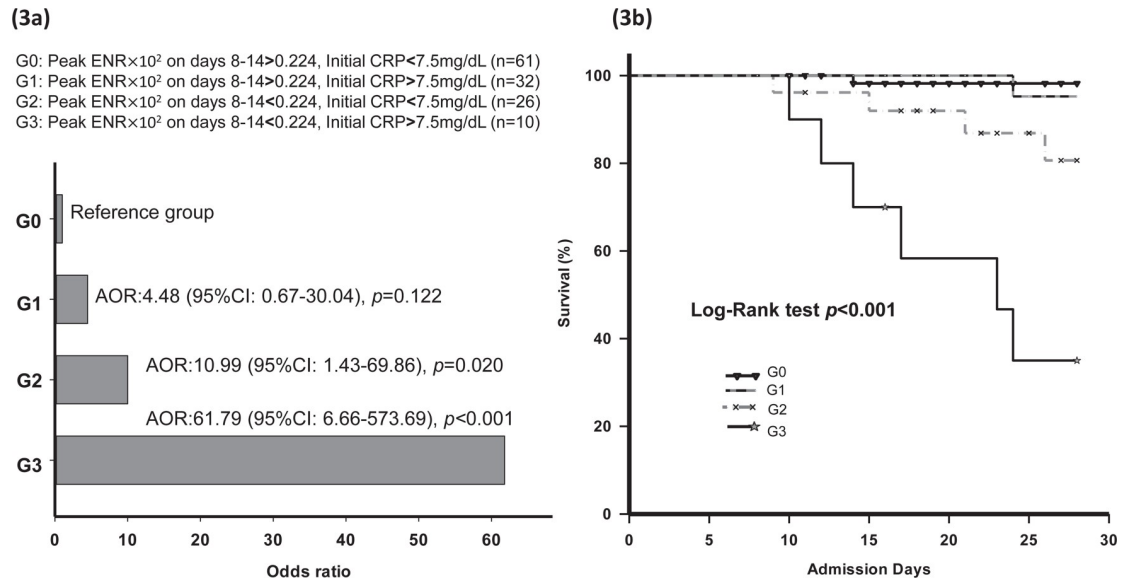 (3a)
G0: Peak ENR×10² on days 8-14>0.224, Initial CRP<7.5mg/dL (n=61)
G1: Peak ENR×10² on days 8-14>0.224, Initial CRP>7.5mg/dL (n=32)
G2: Peak ENR×10² on days 8-14<0.224, Initial CRP<7.5mg/dL (n=26)
G3: Peak ENR×10² on days 8-14<0.224, Initial CRP>7.5mg/dL (n=10)
G0
Reference group
G1
AOR:4.48 (95%CI: 0.67-30.04), p=0.122
G2
AOR:10.99 (95%CI: 1.43-69.86), p=0.020
AOR:61.79 (95%CI: 6.66-573.69), p<0.001
G3
0 10 20 30 40 50 60
Odds ratio
(3b)
100
80
60
40
20
0
Survival (%)
Log-Rank test p<0.001
G0
G1
G2
G3
0 5 10 15 20 25 30
Admission Days